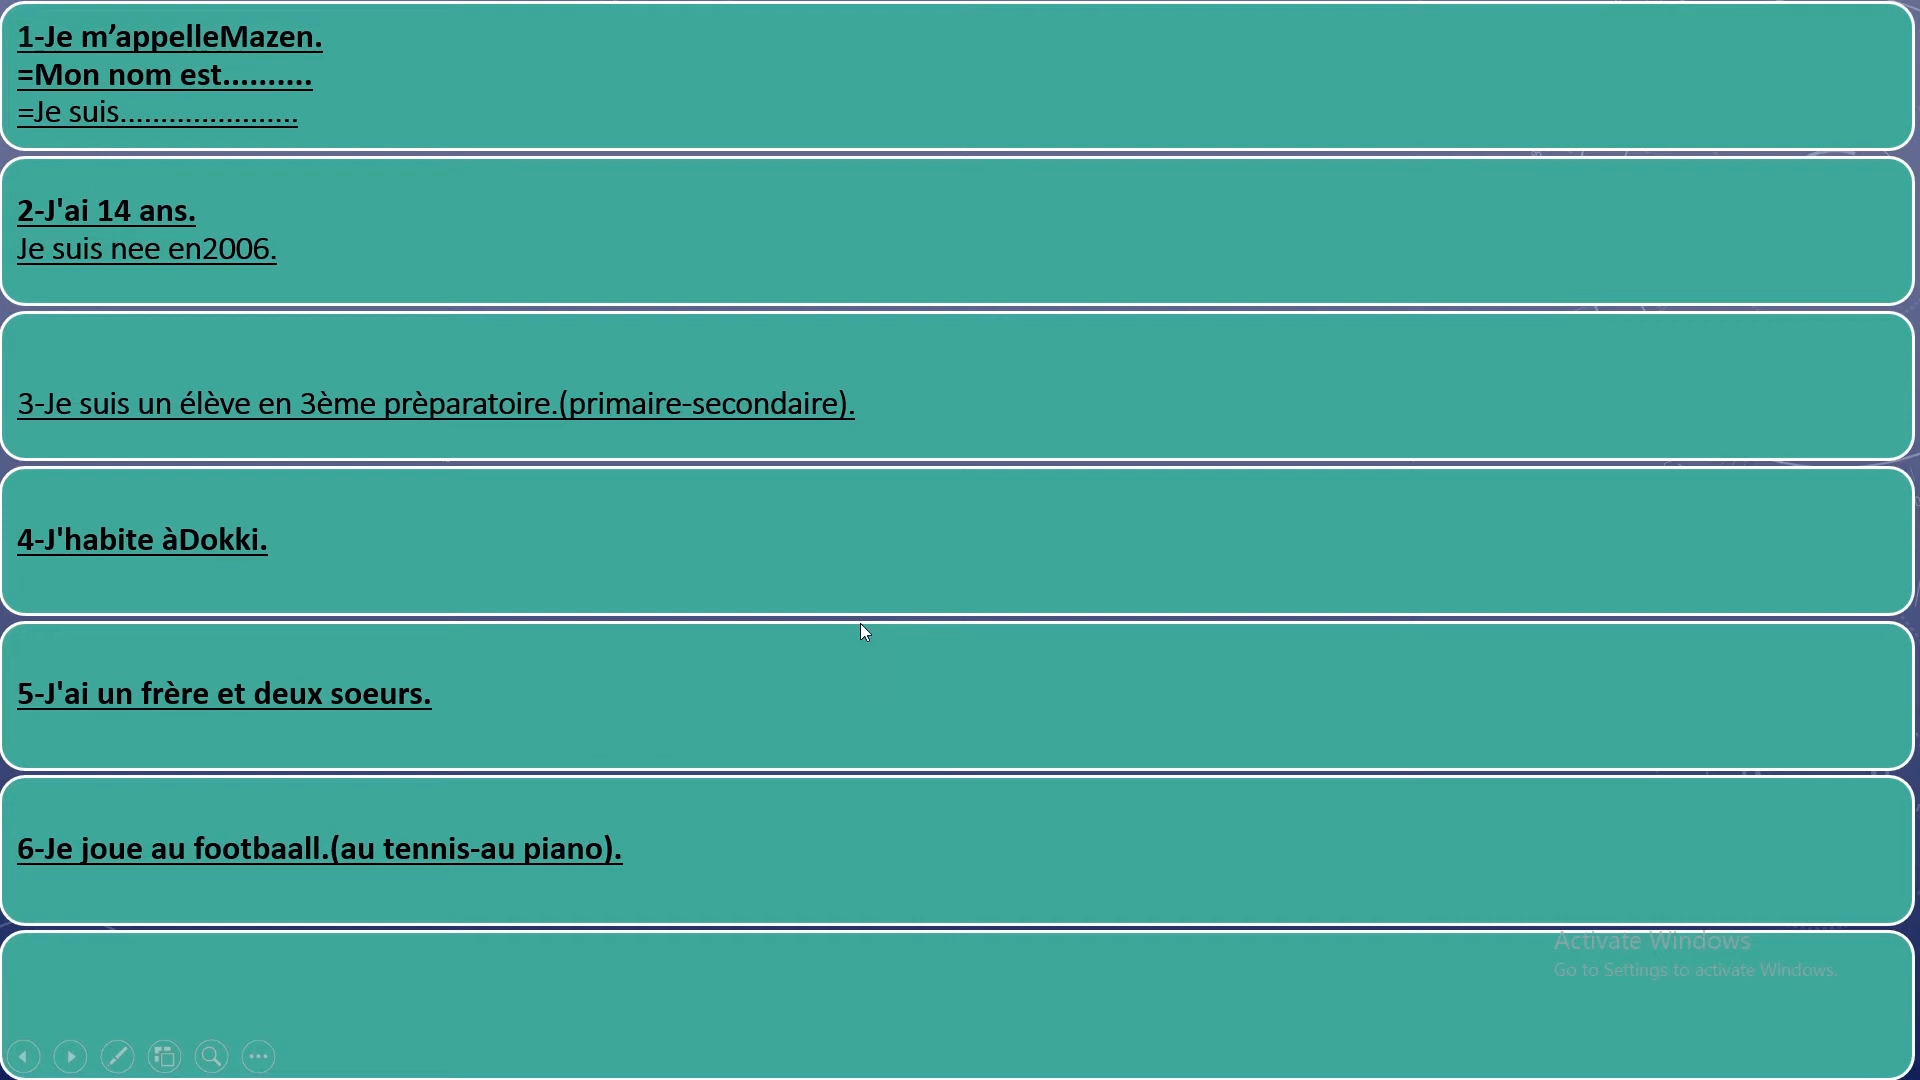 1-Je m’appelleMazen.
=Mon nom est..........
=Je suis......................
2-J'ai 14 ans.
Je suis nee en2006.
3-Je suis un élève en 3ème prèparatoire.(primaire-secondaire).
4-J'habite àDokki.
5-J'ai un frère et deux soeurs.
6-Je joue au footbaall.(au tennis-au piano).
Activate Windows
Go to Settings to activate Windows.